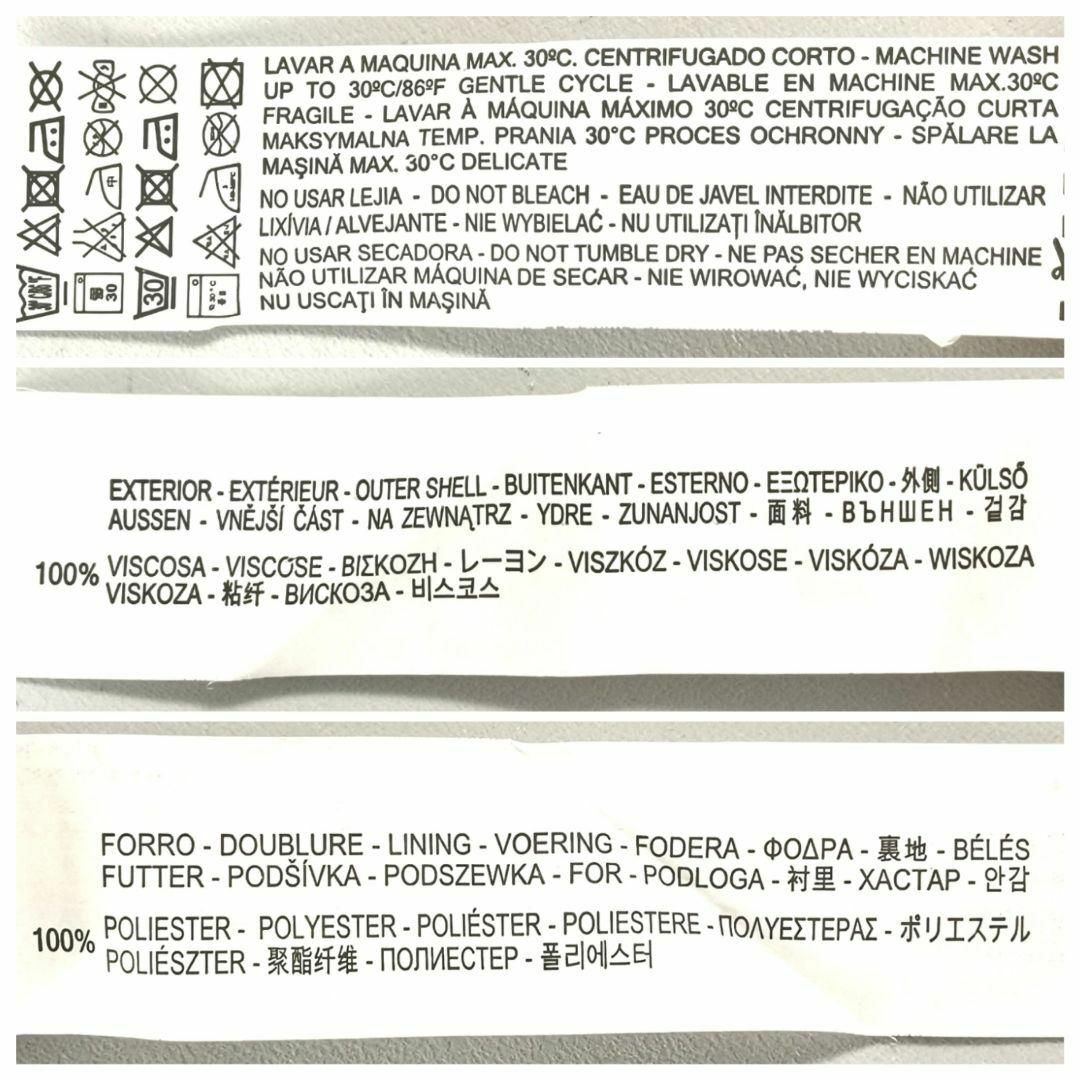 LAVAR A MAQUINA MAX. 30ºC. CENTRIFUGADO CORTO - MACHINE WASH
UP TO 30ºC/86ºF GENTLE CYCLE - LAVABLE EN MACHINE MAX.30ºC
FRAGILE - LAVAR À MÁQUINA MÁXIMO 30ºC CENTRIFUGAÇÃO CURTA
MAKSYMALNA TEMP. PRANIA 30°C PROCES OCHRONNY - SPĂLARE LA
MAŞINĂ MAX. 30°C DELICATE
NO USAR LEJIA - DO NOT BLEACH - EAU DE JAVEL INTERDITE - NÃO UTILIZAR
LIXÍVIA / ALVEJANTE - NIE WYBIELAĆ - NU UTILIZAŢI ÎNĂLBITOR
NO USAR SECADORA - DO NOT TUMBLE DRY - NE PAS SECHER EN MACHINE
NÃO UTILIZAR MÁQUINA DE SECAR - NIE WIROWAĆ, NIE WYCISKAĆ
NU USCAŢI ÎN MAŞINĂ
30
30
EXTERIOR - EXTÉRIEUR - OUTER SHELL - BUITENKANT - ESTERNO - ΕΞΩΤΕΡΙΚΟ - 外側 - KÜLSŐ
AUSSEN - VNĚJŠÍ ČÁST - NA ZEWNĄTRZ - YDRE - ZUNANJOST - 面料 - ВЪНШЕН - 겉감
100% VISCOSA - VISCOSE - ΒΙΣΚΟΖΗ - レーヨン - VISZKÓZ - VISKOSE - VISKÓZA - WISKOZA
VISKOZA - 粘纤 - ВИСКОЗА - 비스코스
FORRO - DOUBLURE - LINING - VOERING - FODERA - ΦΟΔΡΑ - 裏地 - BÉLÉS
FUTTER - PODŠÍVKA - PODSZEWKA - FOR - PODLOGA - 衬里 - ХАСТАР - 안감
100% POLIESTER - POLYESTER - POLIÉSTER - POLIESTERE - ΠΟΛΥΕΣΤΕΡΑΣ - ポリエステル
POLIÉSZTER - 聚酯纤维 - ПОЛИЕСТЕР - 폴리에스터